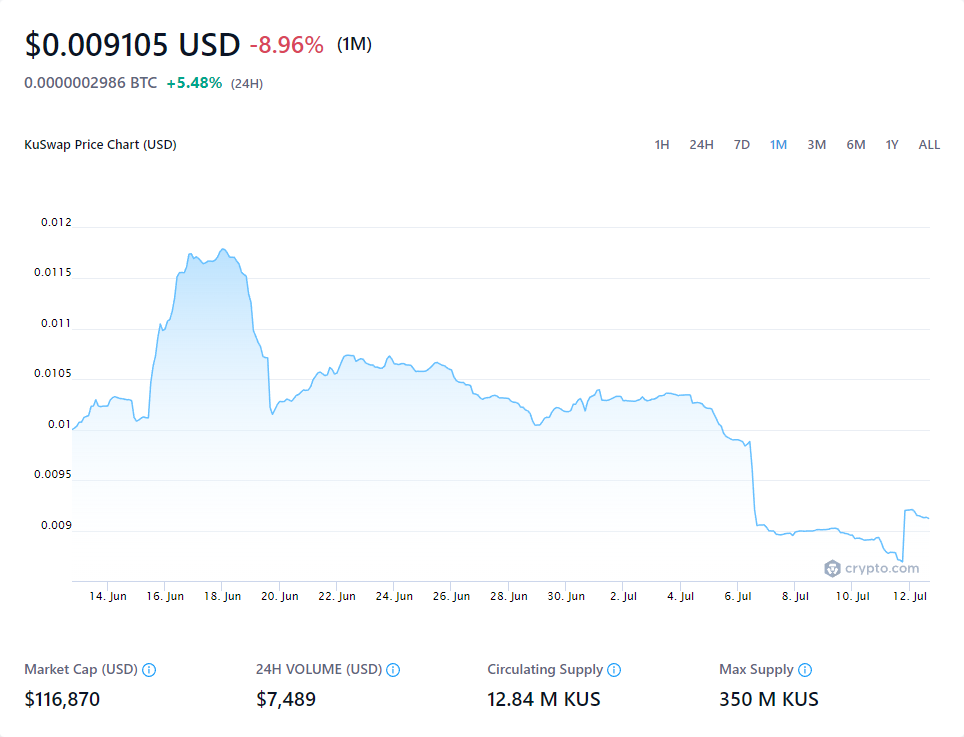 $0.009105 USD -8.96% (1M)
0.0000002986 BTC +5.48% (24H)
KuSwap Price Chart (USD) 1H 24H 7D 1M 3M 6M 1Y ALL
0.012
0.0115
0.011
0.0105
0.01
0.0095
0.009
crypto.com
14. Jun 16. Jun 18. Jun 20. Jun 22. Jun 24. Jun 26. Jun 28. Jun 30. Jun 2. Jul 4. Jul 6. Jul 8. Jul 10. Jul 12. Jul
Market Cap (USD) 24H VOLUME (USD) Circulating Supply Max Supply
$116,870 $7,489 12.84 M KUS 350 M KUS